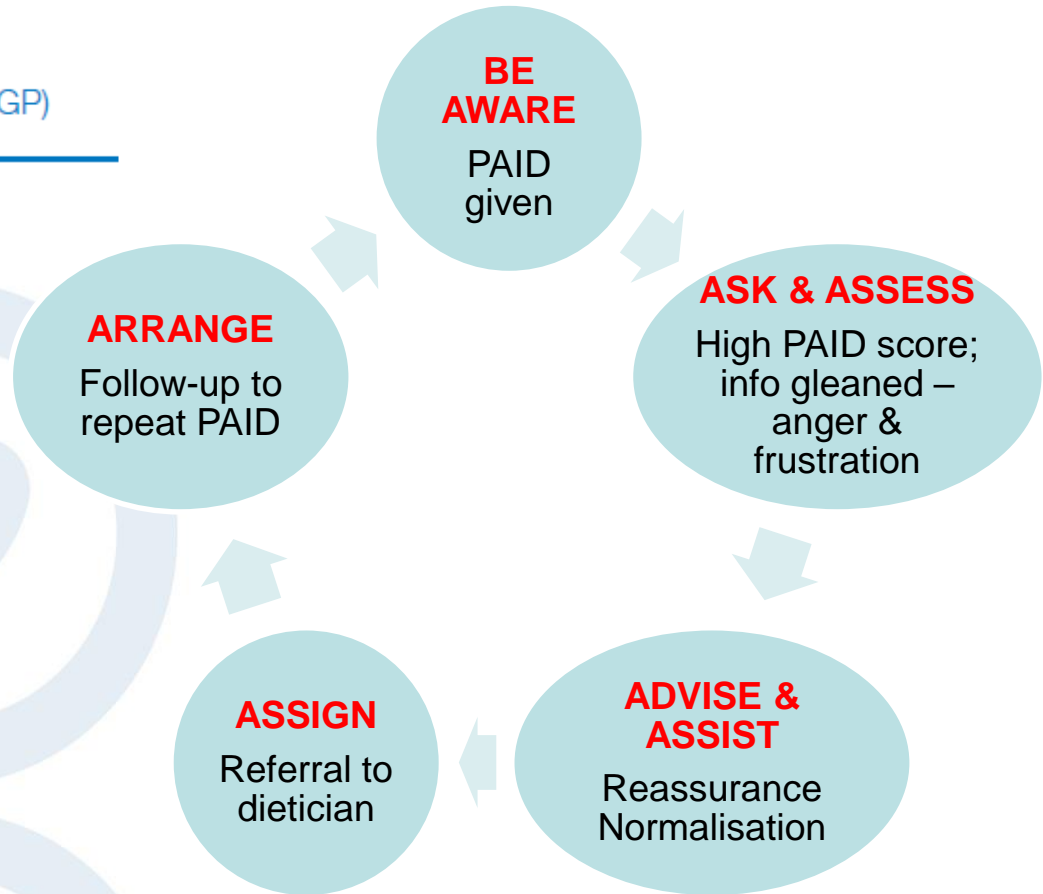 GP)
BE
AWARE
PAID
given
ASK & ASSESS
High PAID score;
info gleaned –
anger &
frustration
ADVISE &
ASSIST
Reassurance
Normalisation
ASSIGN
Referral to
dietician
ARRANGE
Follow-up to
repeat PAID